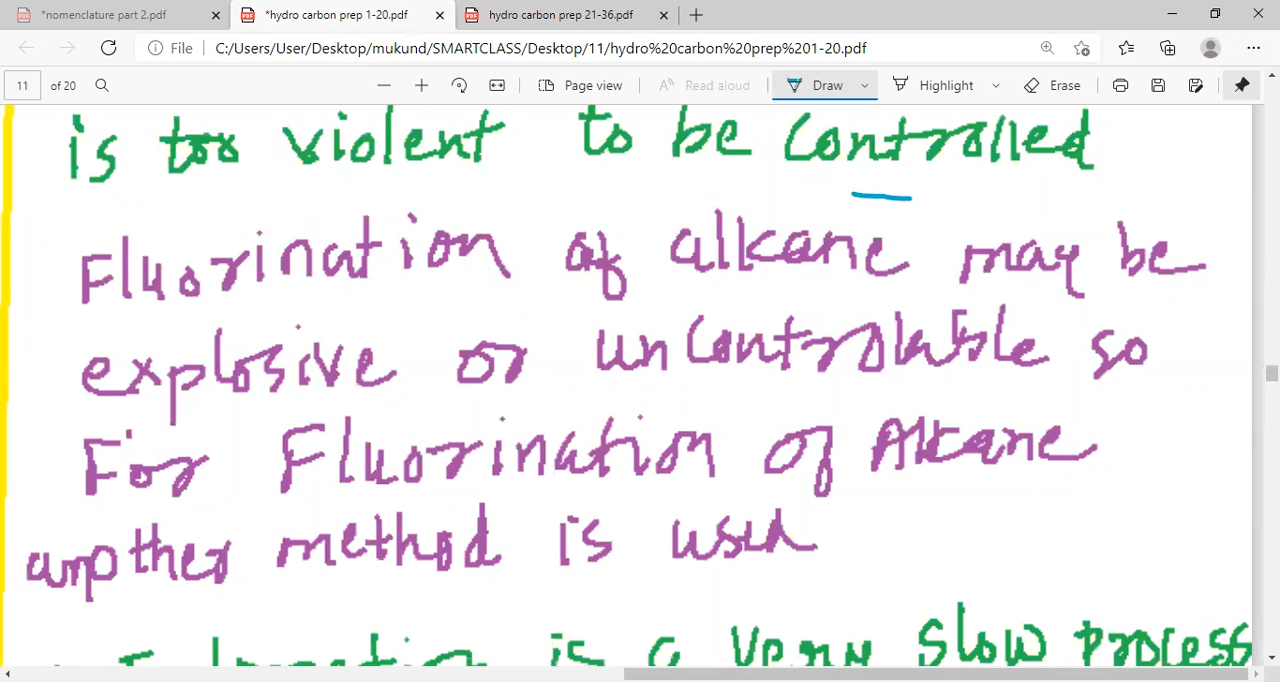 *nomenclature part 2.pdf
*hydro carbon prep 1-20.pdf
hydro carbon prep 21-36.pdf
File C:/Users/User/Desktop/mukund/SMARTCLASS/Desktop/11/hydro%20carbon%20prep%201-20.pdf
11 of 20 Page view Read aloud Draw Highlight Erase
is too violent to be controlled
Fluorination of alkane may be
explosive or uncontrolable so
For Fluorination of Alkane
another method is used
is a very slow process